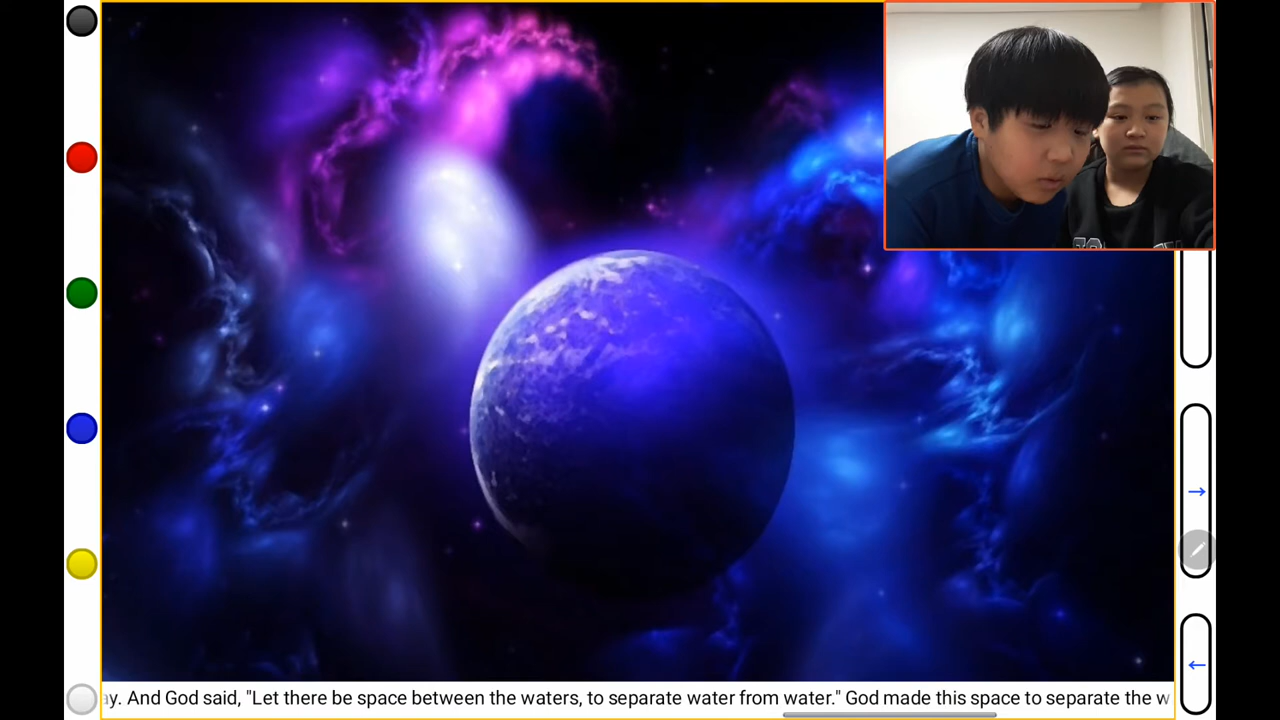 ay. And God said, "Let there be space between the waters, to separate water from water." God made this space to separate the w